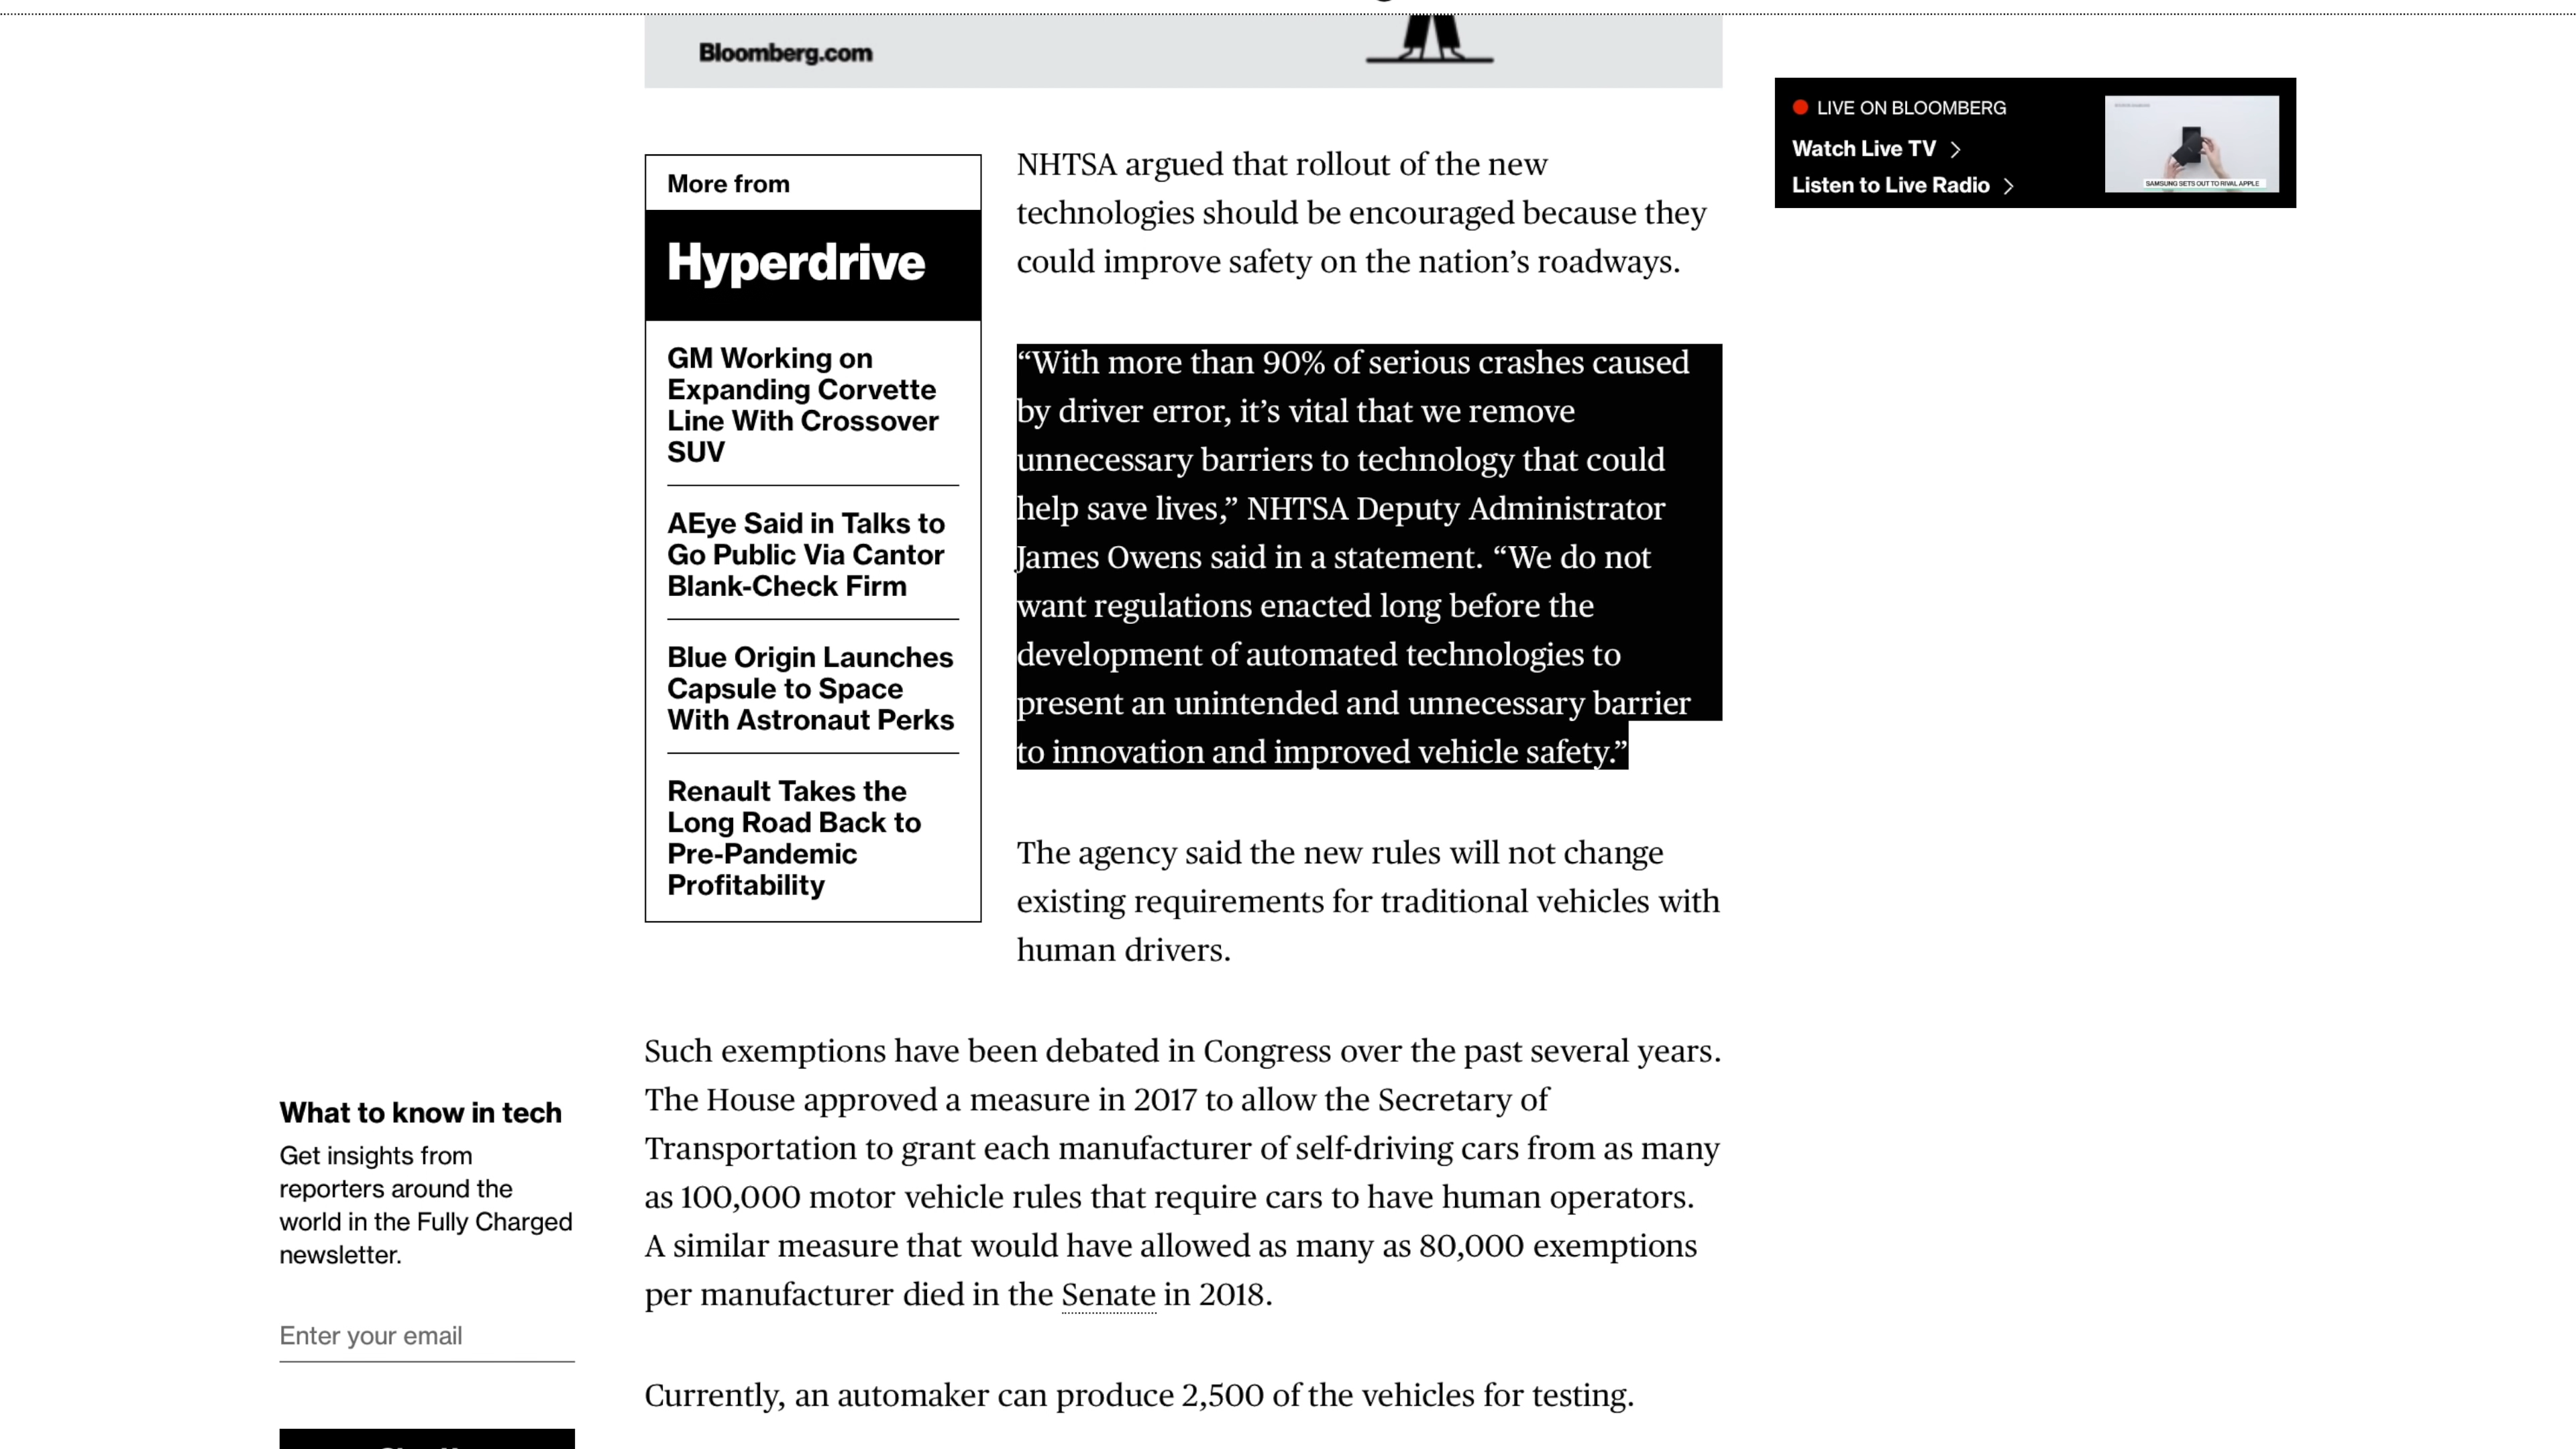 Bloomberg.com
LIVE ON BLOOMBERG
Watch Live TV
Listen to Live Radio
SAMSUNG SETS OUT TO RIVAL APPLE
More from
Hyperdrive
GM Working on
Expanding Corvette
Line With Crossover
SUV
AEye Said in Talks to
Go Public Via Cantor
Blank-Check Firm
Blue Origin Launches
Capsule to Space
With Astronaut Perks
Renault Takes the
Long Road Back to
Pre-Pandemic
Profitability
NHTSA argued that rollout of the new
technologies should be encouraged because they
could improve safety on the nation’s roadways.
“With more than 90% of serious crashes caused
by driver error, it’s vital that we remove
unnecessary barriers to technology that could
help save lives,” NHTSA Deputy Administrator
James Owens said in a statement. “We do not
want regulations enacted long before the
development of automated technologies to
present an unintended and unnecessary barrier
to innovation and improved vehicle safety.”
The agency said the new rules will not change
existing requirements for traditional vehicles with
human drivers.
Such exemptions have been debated in Congress over the past several years.
The House approved a measure in 2017 to allow the Secretary of
Transportation to grant each manufacturer of self-driving cars from as many
as 100,000 motor vehicle rules that require cars to have human operators.
A similar measure that would have allowed as many as 80,000 exemptions
per manufacturer died in the Senate in 2018.
Currently, an automaker can produce 2,500 of the vehicles for testing.
What to know in tech
Get insights from
reporters around the
world in the Fully Charged
newsletter.
Enter your email